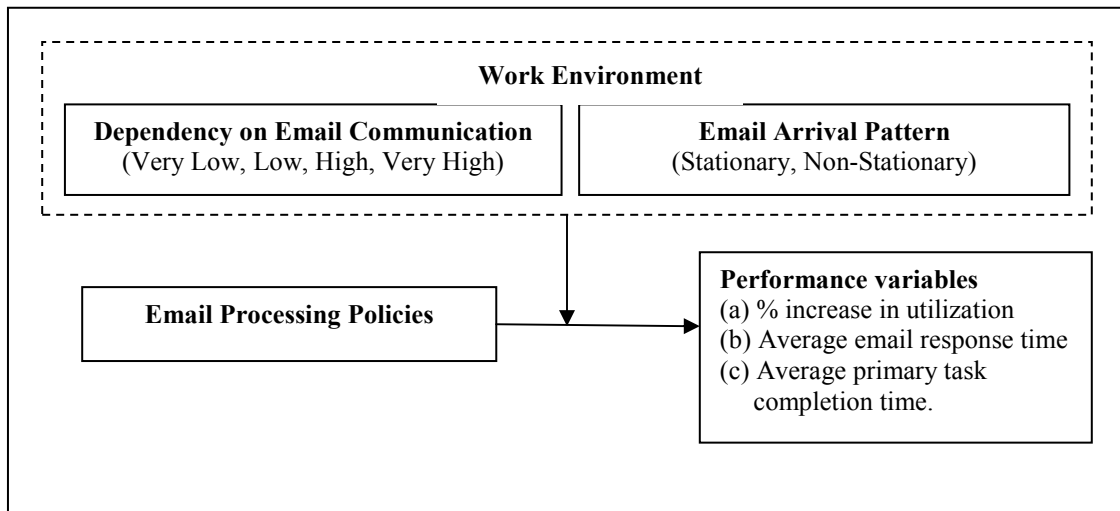 Work Environment
Dependency on Email Communication
(Very Low, Low, High, Very High)
Email Arrival Pattern
(Stationary, Non-Stationary)
Email Processing Policies
Performance variables
(a) % increase in utilization
(b) Average email response time
(c) Average primary task
completion time.